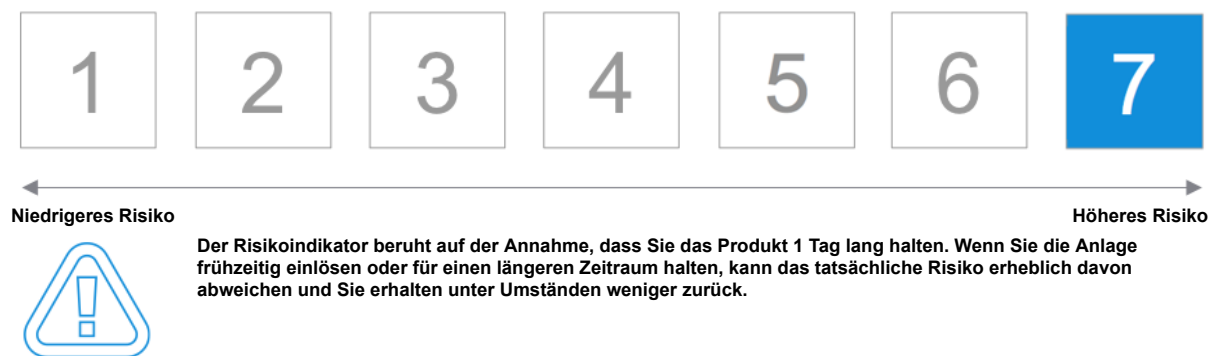 1 2 3 4 5 6 7
Niedrigeres Risiko Höheres Risiko
Der Risikoindikator beruht auf der Annahme, dass Sie das Produkt 1 Tag lang halten. Wenn Sie die Anlage
frühzeitig einlösen oder für einen längeren Zeitraum halten, kann das tatsächliche Risiko erheblich davon
abweichen und Sie erhalten unter Umständen weniger zurück.